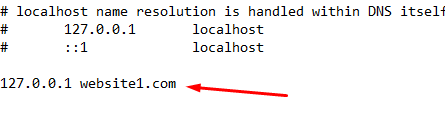 # localhost name resolution is handled within DNS itself
# 127.0.0.1 localhost
# ::1 localhost
127.0.0.1 website1.com